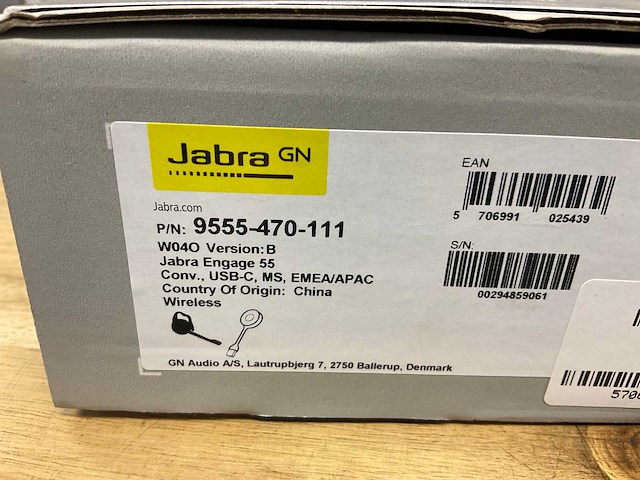 Jabra GN
Jabra.com
P/N: 9555-470-111
W04O Version:B
Jabra Engage 55
Conv., USB-C, MS, EMEA/APAC
Country Of Origin: China
Wireless
GN Audio A/S, Lautrupbjerg 7, 2750 Ballerup, Denmark
EAN
5 706991 025439
S/N:
00294859061